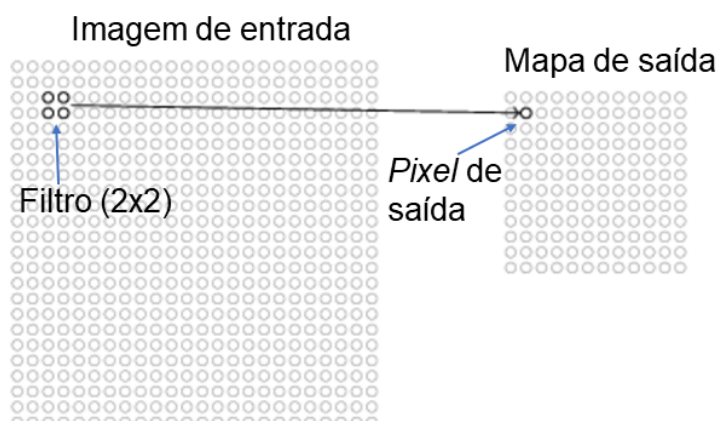 Imagem de entrada
Mapa de saída
Filtro (2x2)
Pixel de
saída